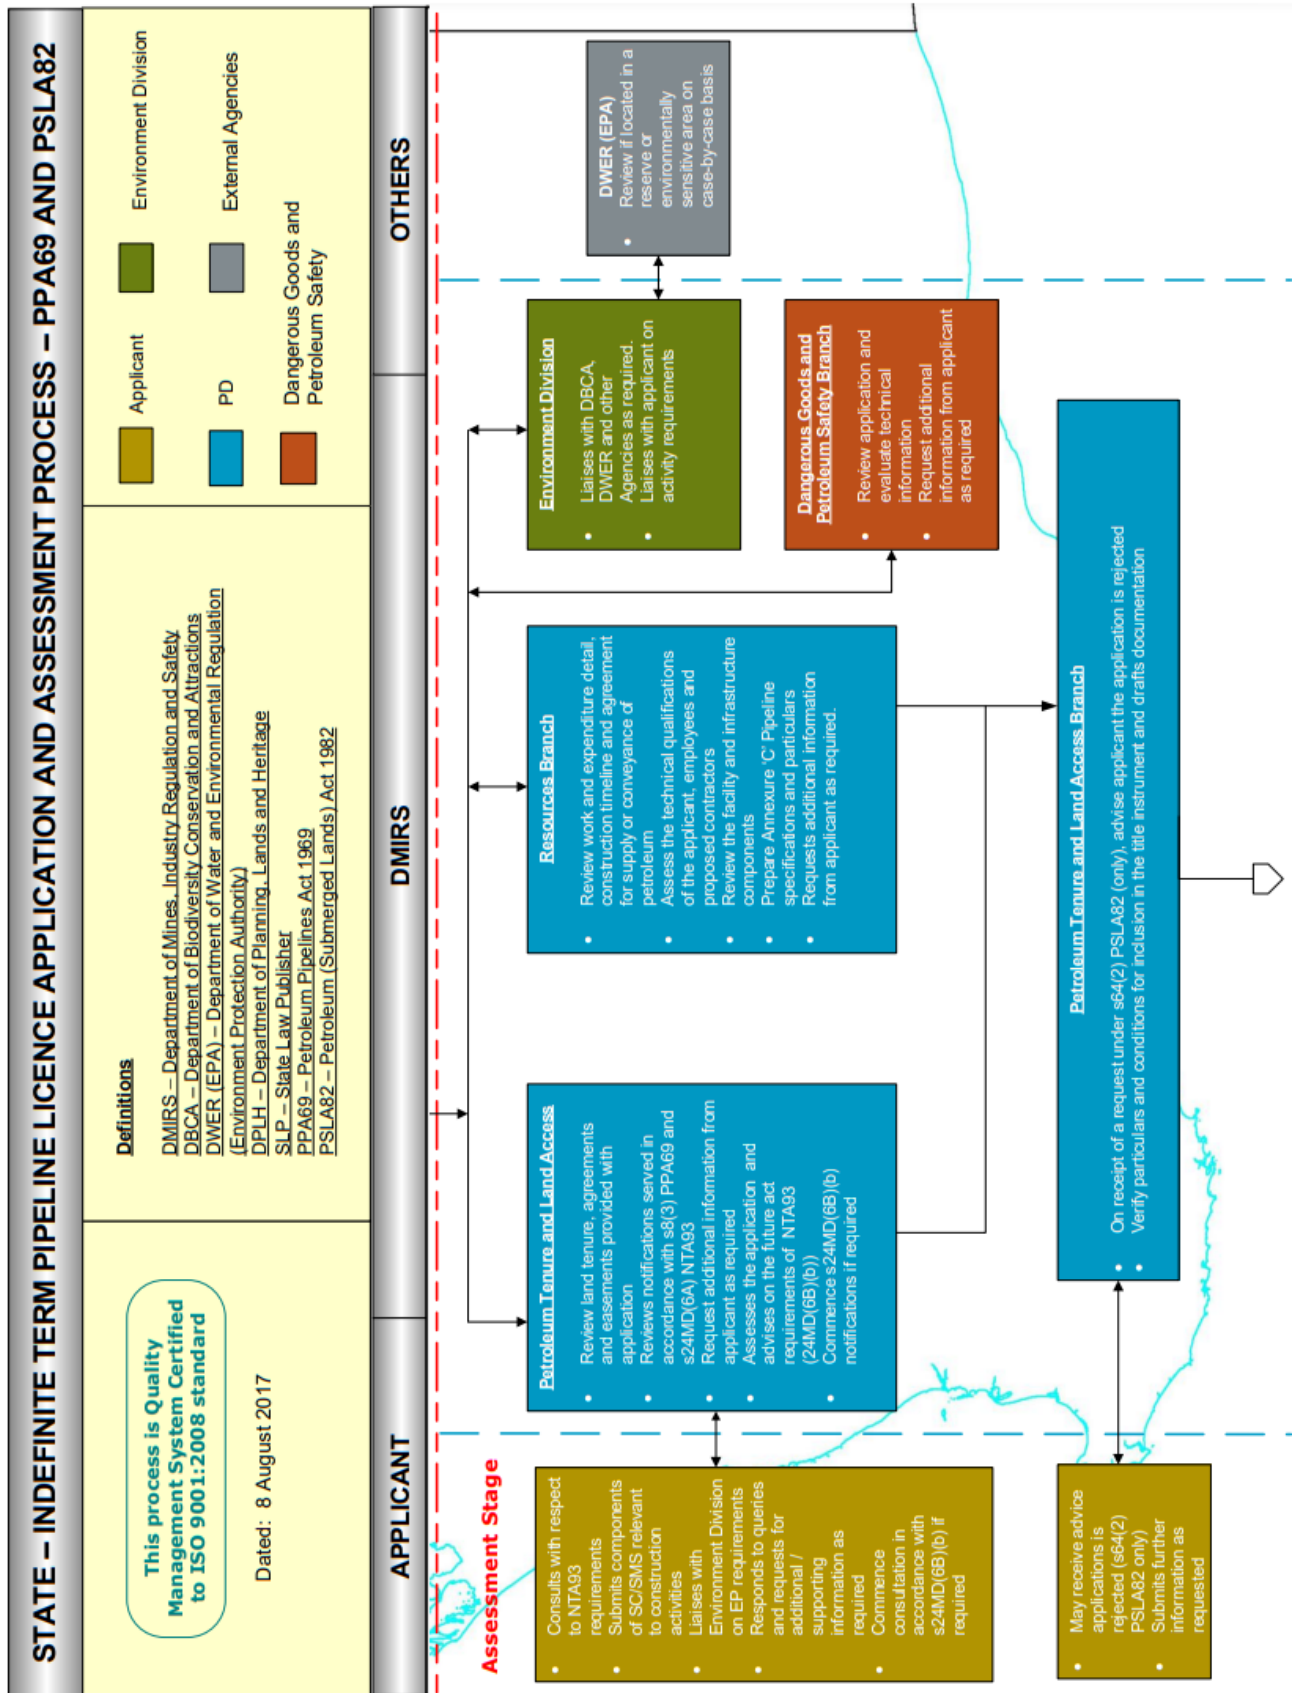 STATE – INDEFINITE TERM PIPELINE LICENCE APPLICATION AND ASSESSMENT PROCESS – PPA69 AND PSLA82
This process is Quality
Management System Certified
to ISO 9001:2008 standard
Dated: 8 August 2017
Definitions
DMIRS – Department of Mines, Industry Regulation and Safety
DBCA – Department of Biodiversity Conservation and Attractions
DWER (EPA) – Department of Water and Environmental Regulation
(Environment Protection Authority)
DPLH – Department of Planning, Lands and Heritage
SLP – State Law Publisher
PPA69 – Petroleum Pipelines Act 1969
PSLA82 – Petroleum (Submerged Lands) Act 1982
Applicant
Environment Division
PD
External Agencies
Dangerous Goods and
Petroleum Safety
APPLICANT
DMIRS
OTHERS
Assessment Stage
• Consults with respect
to NTA93
requirements
• Submits components
of SC/SMS relevant
to construction
activities
• Liaises with
Environment Division
on EP requirements
• Responds to queries
and requests for
additional /
supporting
information as
required
• Commence
consultation in
accordance with
s24MD(6B)(b) if
required
Petroleum Tenure and Land Access
• Review land tenure, agreements
and easements provided with
application
• Reviews notifications served in
accordance with s8(3) PPA69 and
s24MD(6A) NTA93
• Request additional information from
applicant as required
• Assesses the application and
advises on the future act
requirements of NTA93
(24MD(6B)(b))
• Commence s24MD(6B)(b)
notifications if required
Resources Branch
• Review work and expenditure detail,
construction timeline and agreement
for supply or conveyance of
petroleum
• Assess the technical qualifications
of the applicant, employees and
proposed contractors
• Review the facility and infrastructure
components
• Prepare Annexure 'C' Pipeline
specifications and particulars
• Requests additional information
from applicant as required.
Environment Division
• Liaises with DBCA,
DWER and other
Agencies as required.
• Liaises with applicant on
activity requirements
DWER (EPA)
• Review if located in a
reserve or
environmentally
sensitive area on
case-by-case basis
Dangerous Goods and
Petroleum Safety Branch
• Review application and
evaluate technical
information
• Request additional
information from applicant
as required
• May receive advice
applications is
rejected (s64(2)
PSLA82 only)
• Submits further
information as
requested
Petroleum Tenure and Land Access Branch
• On receipt of a request under s64(2) PSLA82 (only), advise applicant the application is rejected
• Verify particulars and conditions for inclusion in the title instrument and drafts documentation